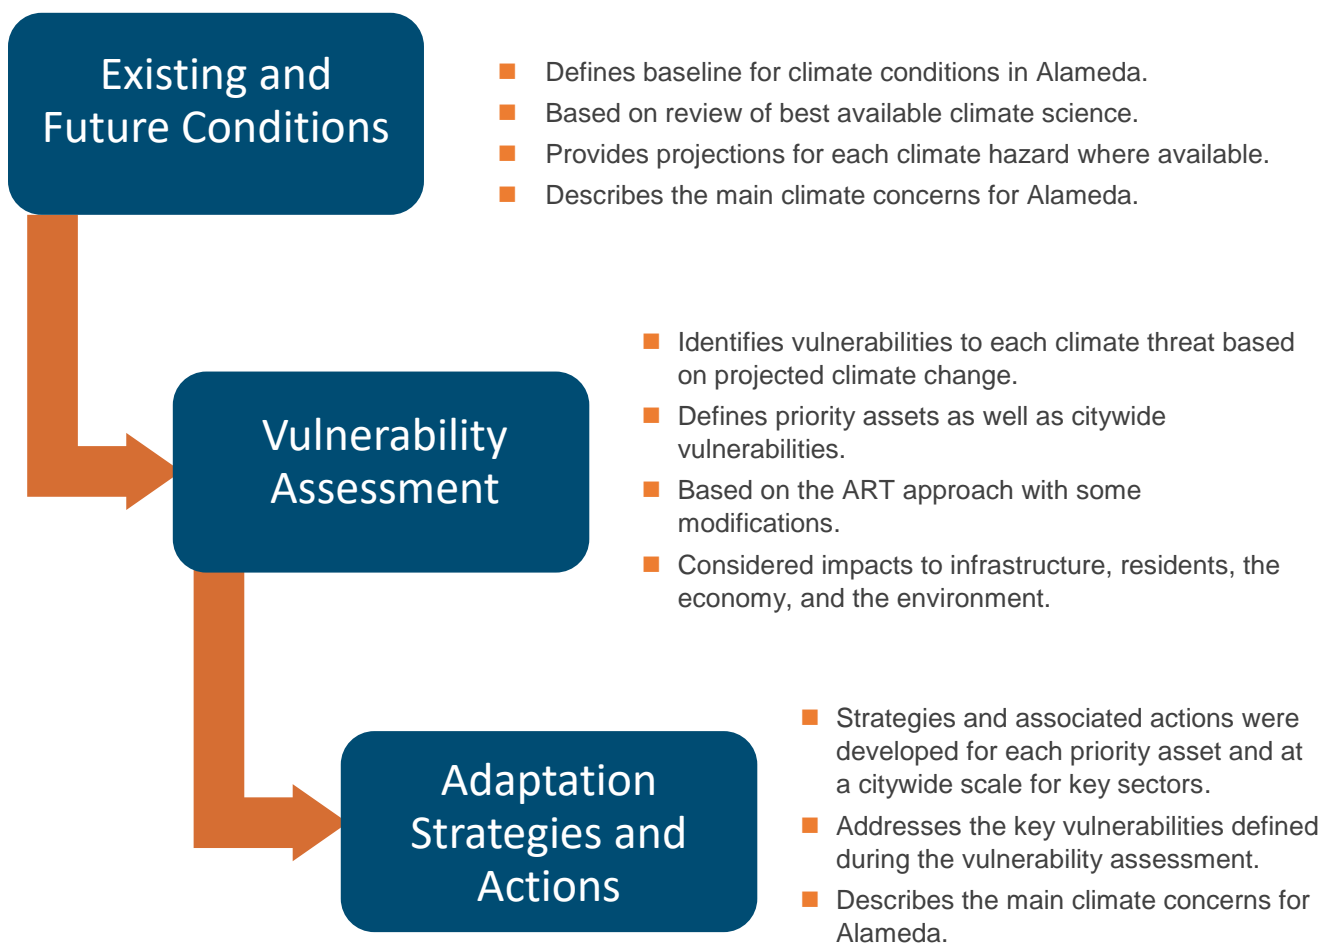 Existing and
Future Conditions
Defines baseline for climate conditions in Alameda.
Based on review of best available climate science.
Provides projections for each climate hazard where available.
Describes the main climate concerns for Alameda.
Vulnerability
Assessment
Identifies vulnerabilities to each climate threat based
on projected climate change.
Defines priority assets as well as citywide
vulnerabilities.
Based on the ART approach with some
modifications.
Considered impacts to infrastructure, residents, the
economy, and the environment.
Adaptation
Strategies and
Actions
Strategies and associated actions were
developed for each priority asset and at
a citywide scale for key sectors.
Addresses the key vulnerabilities defined
during the vulnerability assessment.
Describes the main climate concerns for
Alameda.